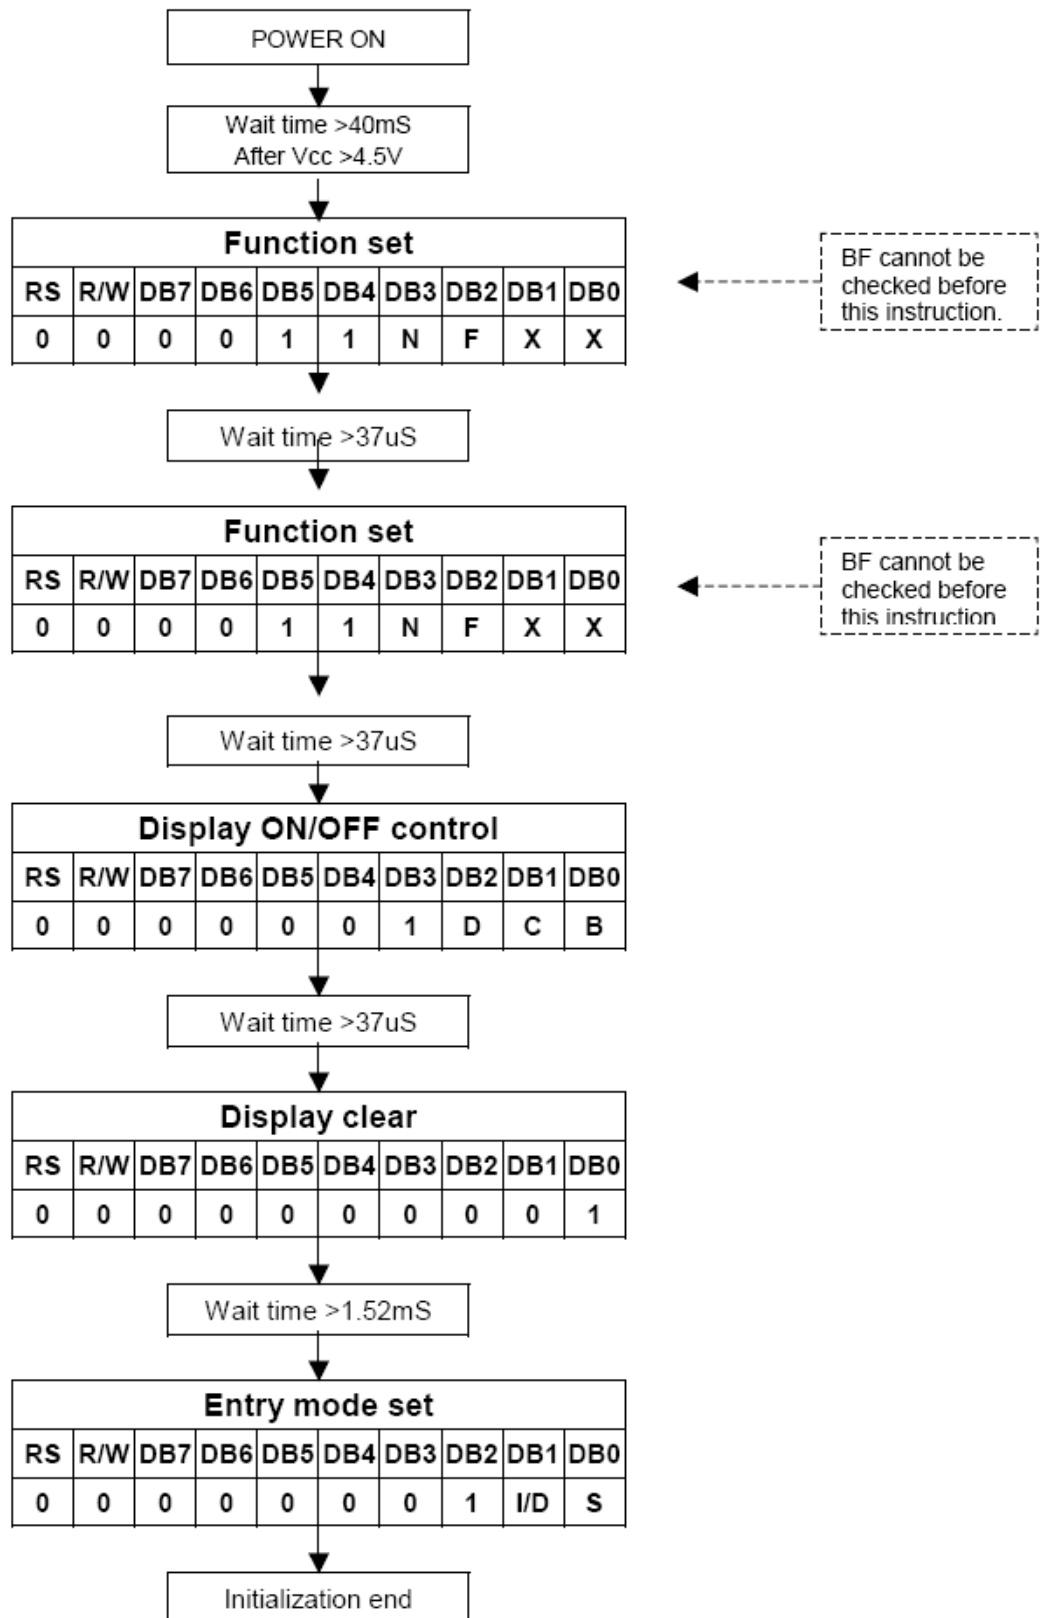 POWER ON
Wait time >40mS
After Vcc >4.5V
Function set
RS R/W DB7 DB6 DB5 DB4 DB3 DB2 DB1 DB0
0 0 0 0 1 1 N F X X
BF cannot be
checked before
this instruction.
Wait time >37uS
Function set
RS R/W DB7 DB6 DB5 DB4 DB3 DB2 DB1 DB0
0 0 0 0 1 1 N F X X
BF cannot be
checked before
this instruction
Wait time >37uS
Display ON/OFF control
RS R/W DB7 DB6 DB5 DB4 DB3 DB2 DB1 DB0
0 0 0 0 0 0 1 D C B
Wait time >37uS
Display clear
RS R/W DB7 DB6 DB5 DB4 DB3 DB2 DB1 DB0
0 0 0 0 0 0 0 0 0 1
Wait time >1.52mS
Entry mode set
RS R/W DB7 DB6 DB5 DB4 DB3 DB2 DB1 DB0
0 0 0 0 0 0 0 1 I/D S
Initialization end